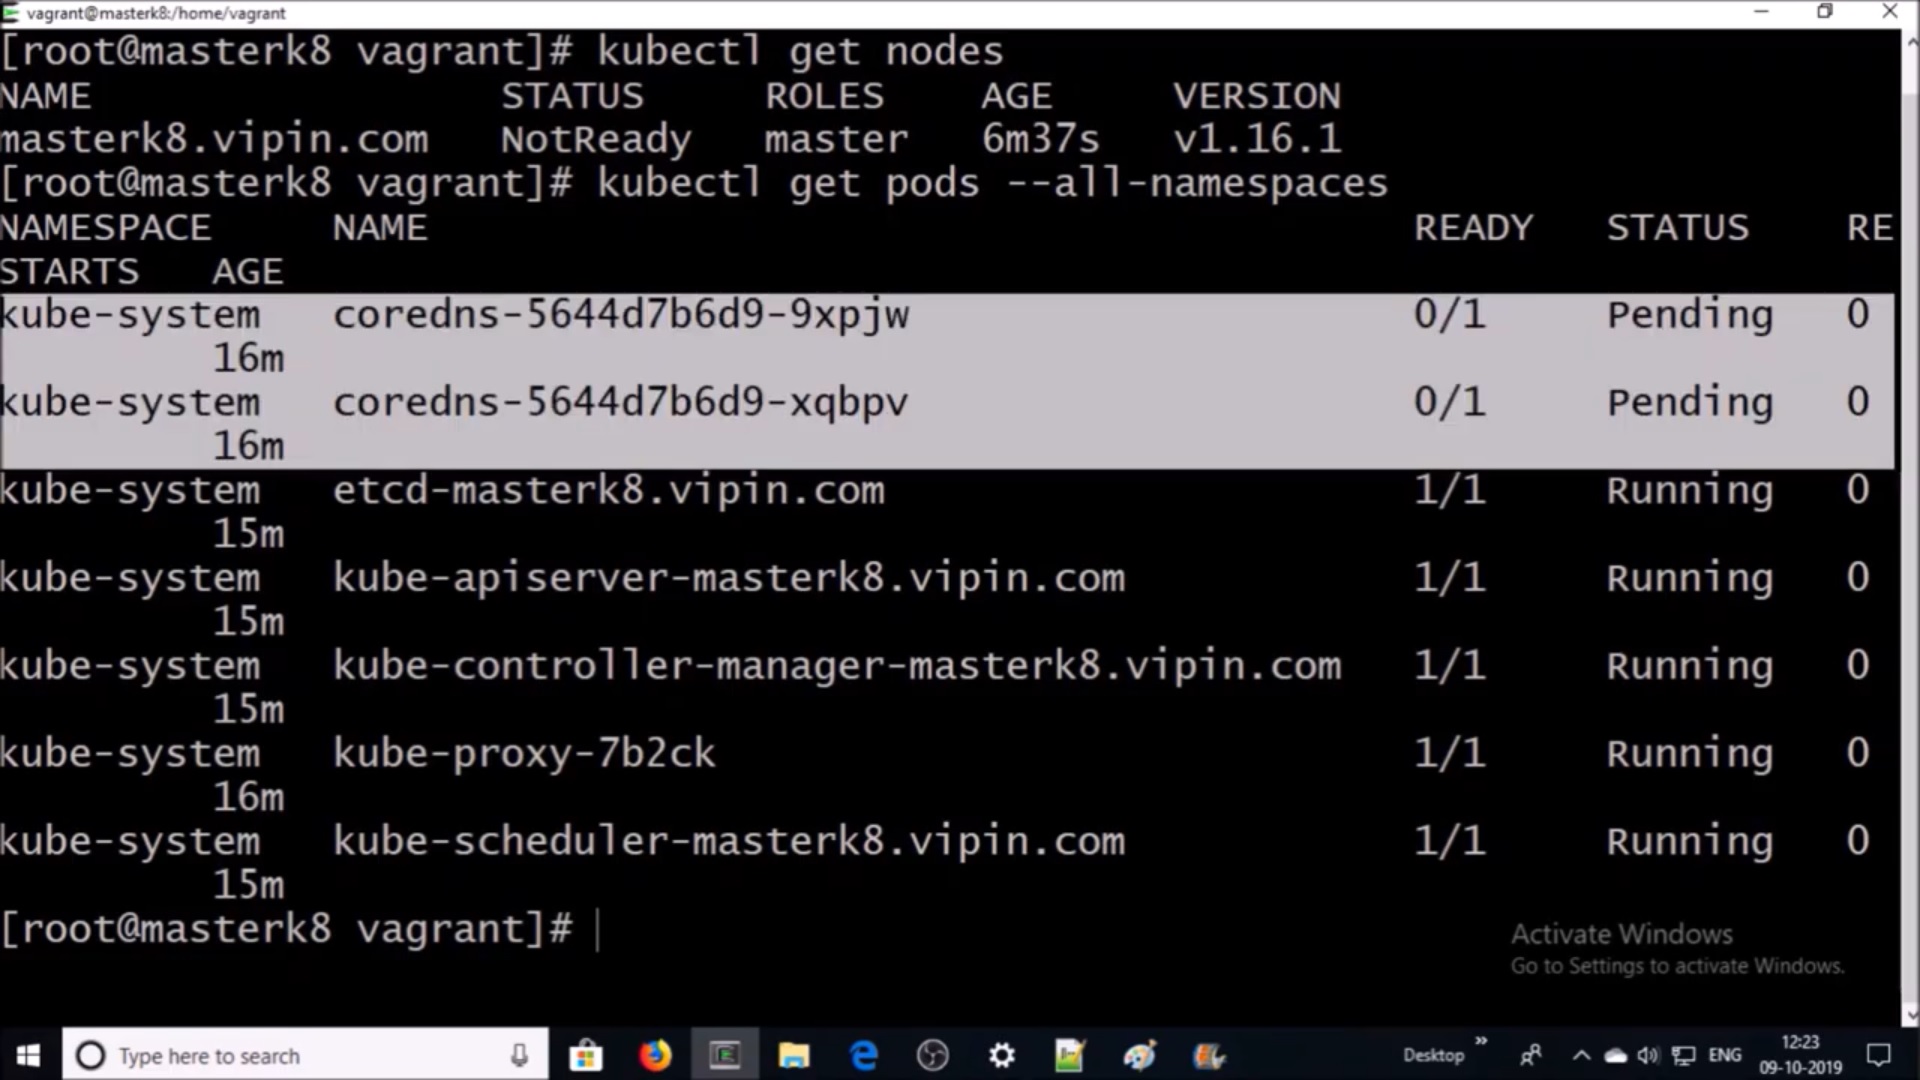 vagrant@masterk8:/home/vagrant
[root@masterk8 vagrant]# kubectl get nodes
NAME STATUS ROLES AGE VERSION
masterk8.vipin.com NotReady master 6m37s v1.16.1
[root@masterk8 vagrant]# kubectl get pods --all-namespaces
NAMESPACE NAME READY STATUS RE
STARTS AGE
kube-system coredns-5644d7b6d9-9xpjw 0/1 Pending 0
16m
kube-system coredns-5644d7b6d9-xqbpv 0/1 Pending 0
16m
kube-system etcd-masterk8.vipin.com 1/1 Running 0
15m
kube-system kube-apiserver-masterk8.vipin.com 1/1 Running 0
15m
kube-system kube-controller-manager-masterk8.vipin.com 1/1 Running 0
15m
kube-system kube-proxy-7b2ck 1/1 Running 0
16m
kube-system kube-scheduler-masterk8.vipin.com 1/1 Running 0
15m
[root@masterk8 vagrant]#
Activate Windows
Go to Settings to activate Windows.
Type here to search
Desktop
ENG
12:23
09-10-2019